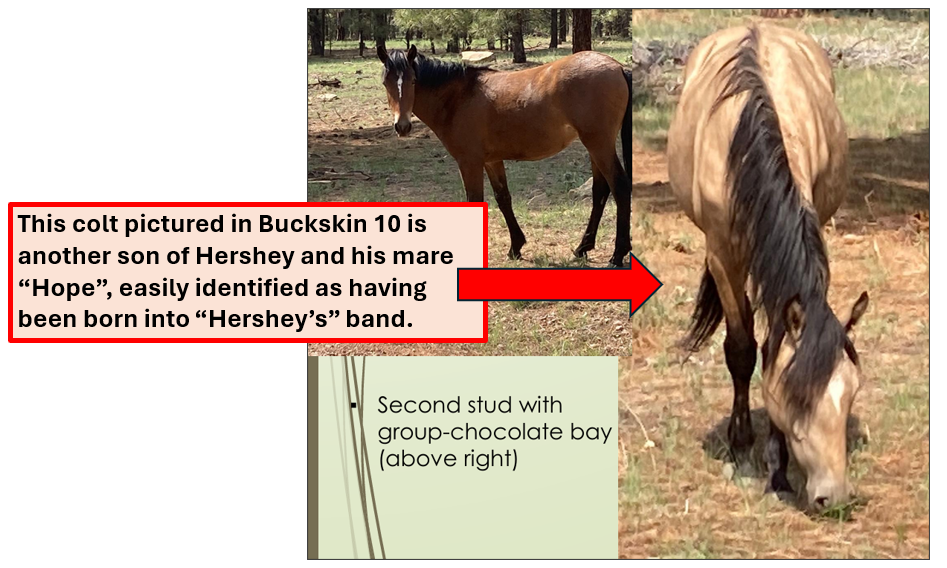 This colt pictured in Buckskin 10 is
another son of Hershey and his mare
“Hope”, easily identified as having
been born into “Hershey’s” band.
▪ Second stud with
group-chocolate bay
(above right)